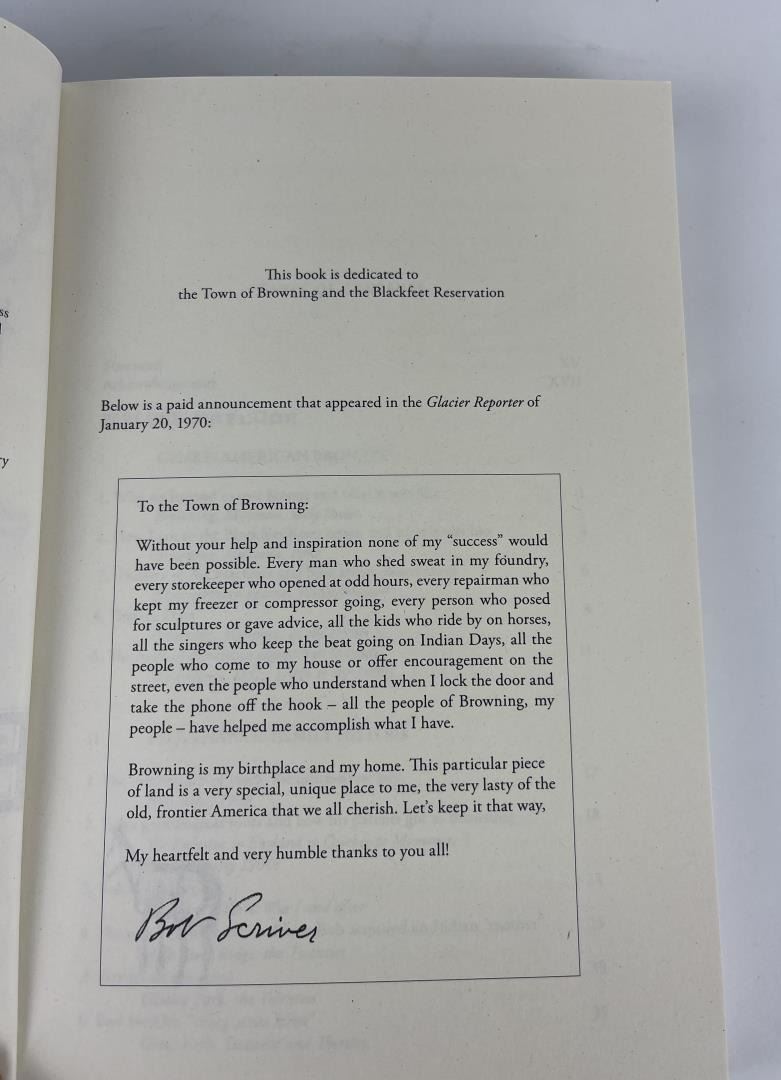 This book is dedicated to
the Town of Browning and the Blackfeet Reservation
Below is a paid announcement that appeared in the Glacier Reporter of
January 20, 1970:
To the Town of Browning:
Without your help and inspiration none of my “success” would
have been possible. Every man who shed sweat in my foundry,
every storekeeper who opened at odd hours, every repairman who
kept my freezer or compressor going, every person who posed
for sculptures or gave advice, all the kids who ride by on horses,
all the singers who keep the beat going on Indian Days, all the
people who come to my house or offer encouragement on the
street, even the people who understand when I lock the door and
take the phone off the hook – all the people of Browning, my
people – have helped me accomplish what I have.
Browning is my birthplace and my home. This particular piece
of land is a very special, unique place to me, the very lasty of the
old, frontier America that we all cherish. Let’s keep it that way,
My heartfelt and very humble thanks to you all!
Bob Scriver